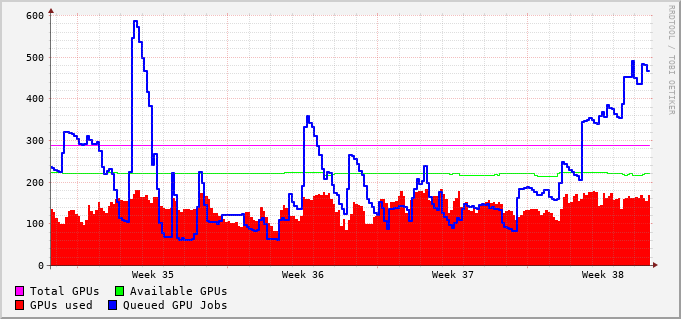 600
500
400
300
200
100
0
Week 35 Week 36 Week 37 Week 38
Total GPUs Available GPUs
GPUs used Queued GPU Jobs
RRDTOOL / TOBI OETIKER